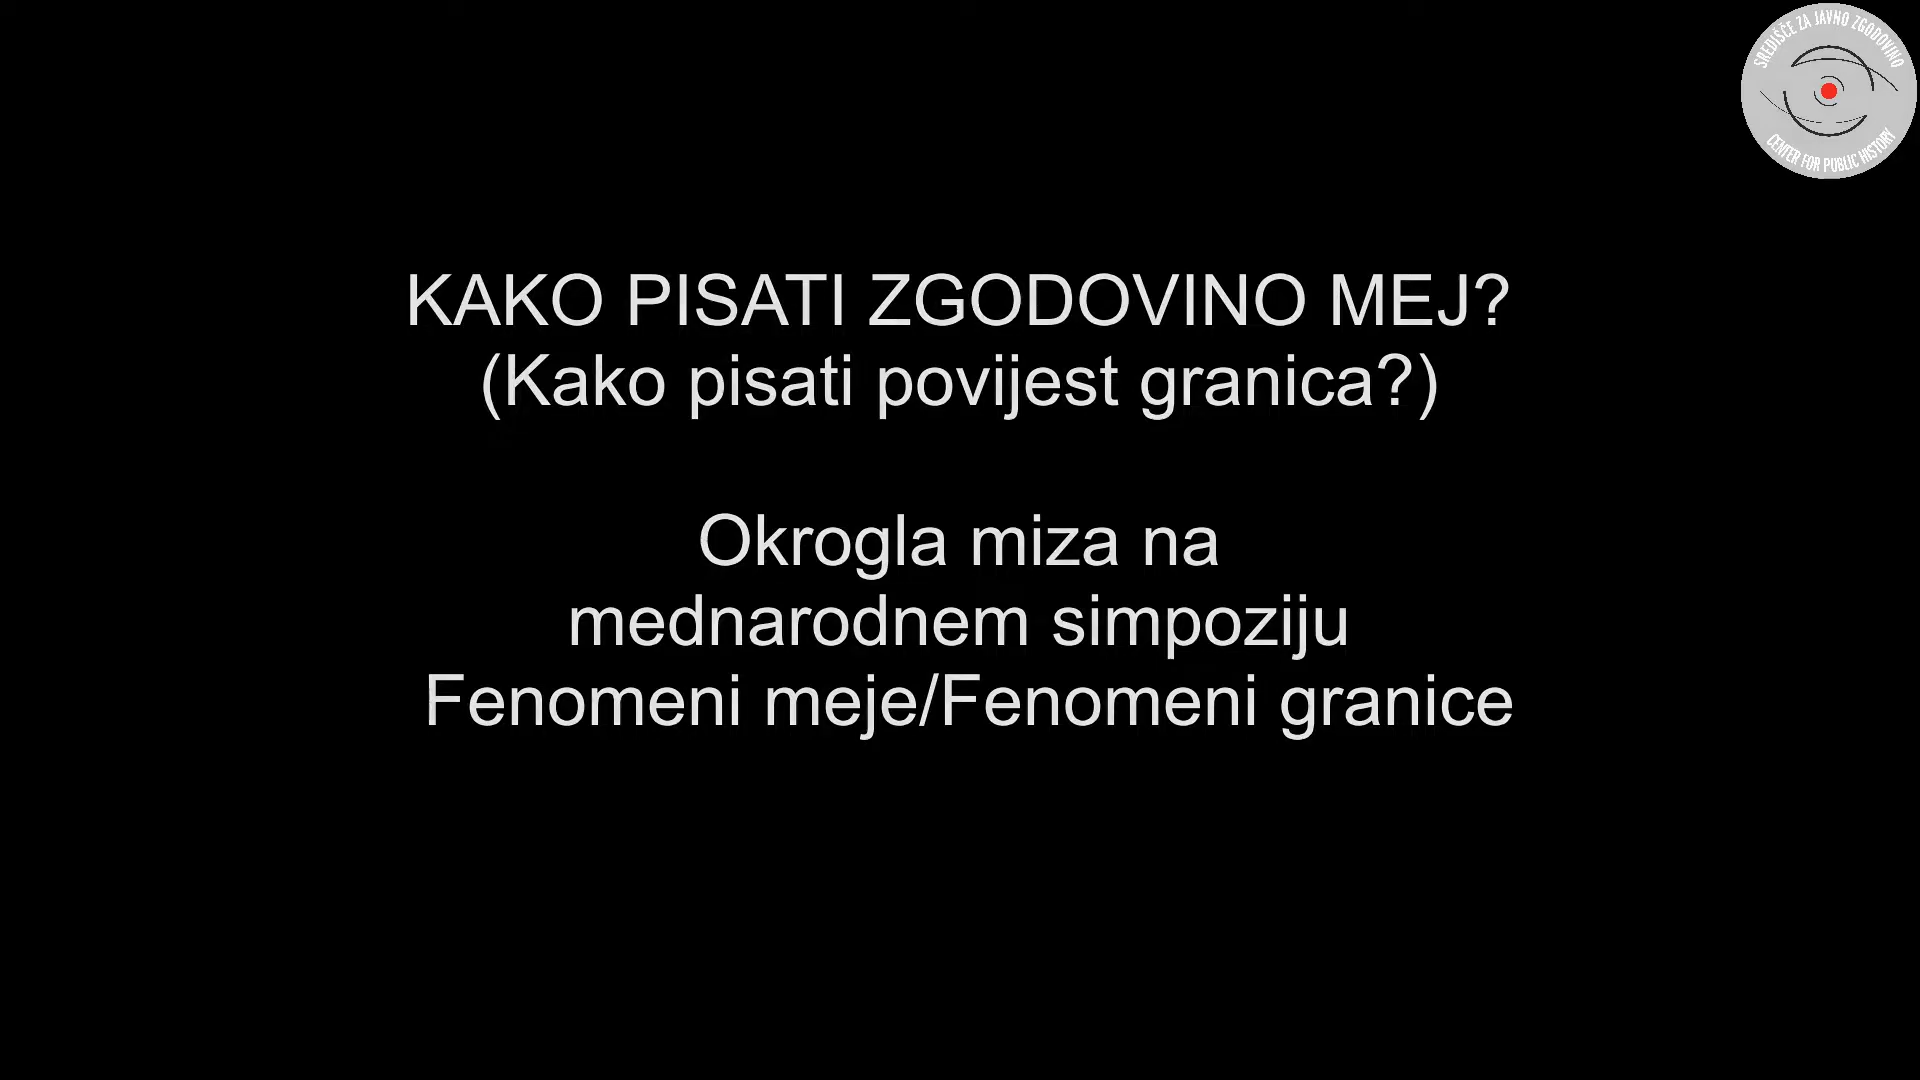 SREDIŠČE ZA JAVNO ZGODOVINO
CENTER FOR PUBLIC HISTORY
KAKO PISATI ZGODOVINO MEJ?
(Kako pisati povijest granica?)
Okrogla miza na
mednarodnem simpoziju
Fenomeni meje/Fenomeni granice